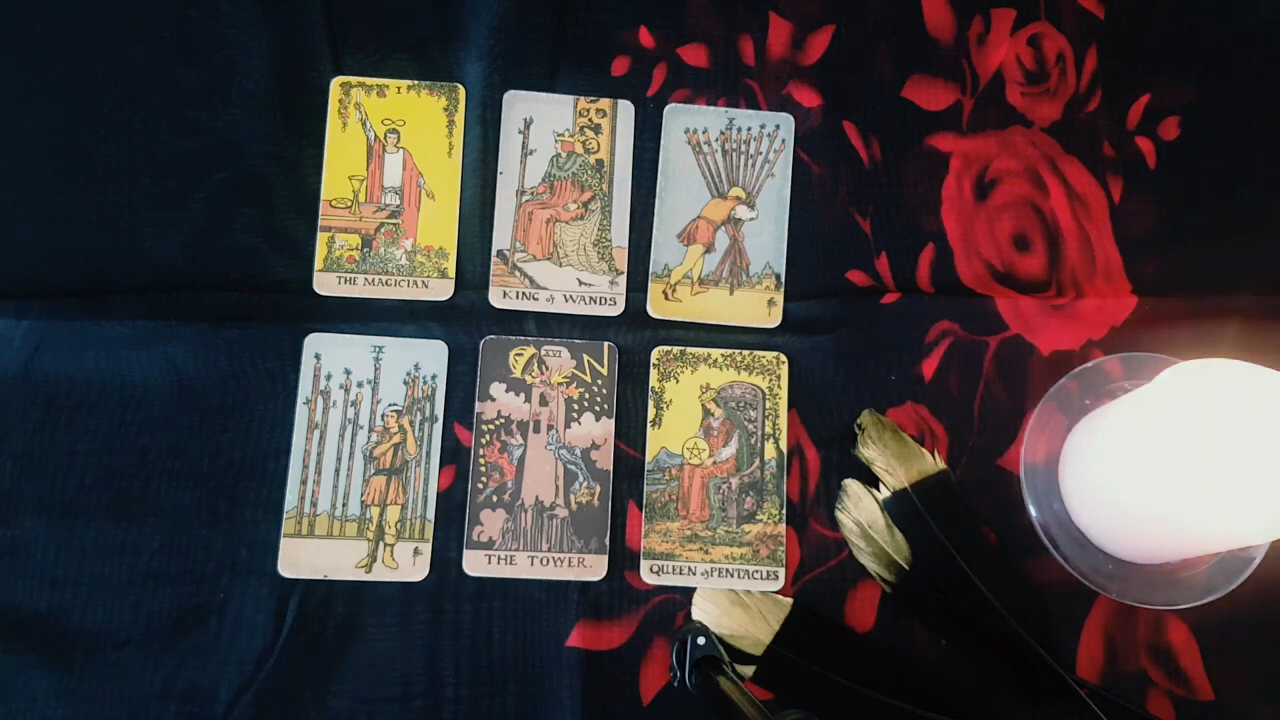 I
THE MAGICIAN.
KING of WANDS
X
IX
XVI
THE TOWER.
QUEEN of PENTACLES